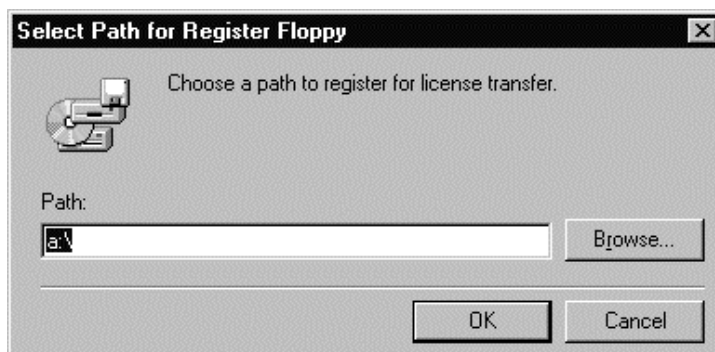 Select Path for Register Floppy
Choose a path to register for license transfer.
Path:
a:\
Browse...
OK
Cancel